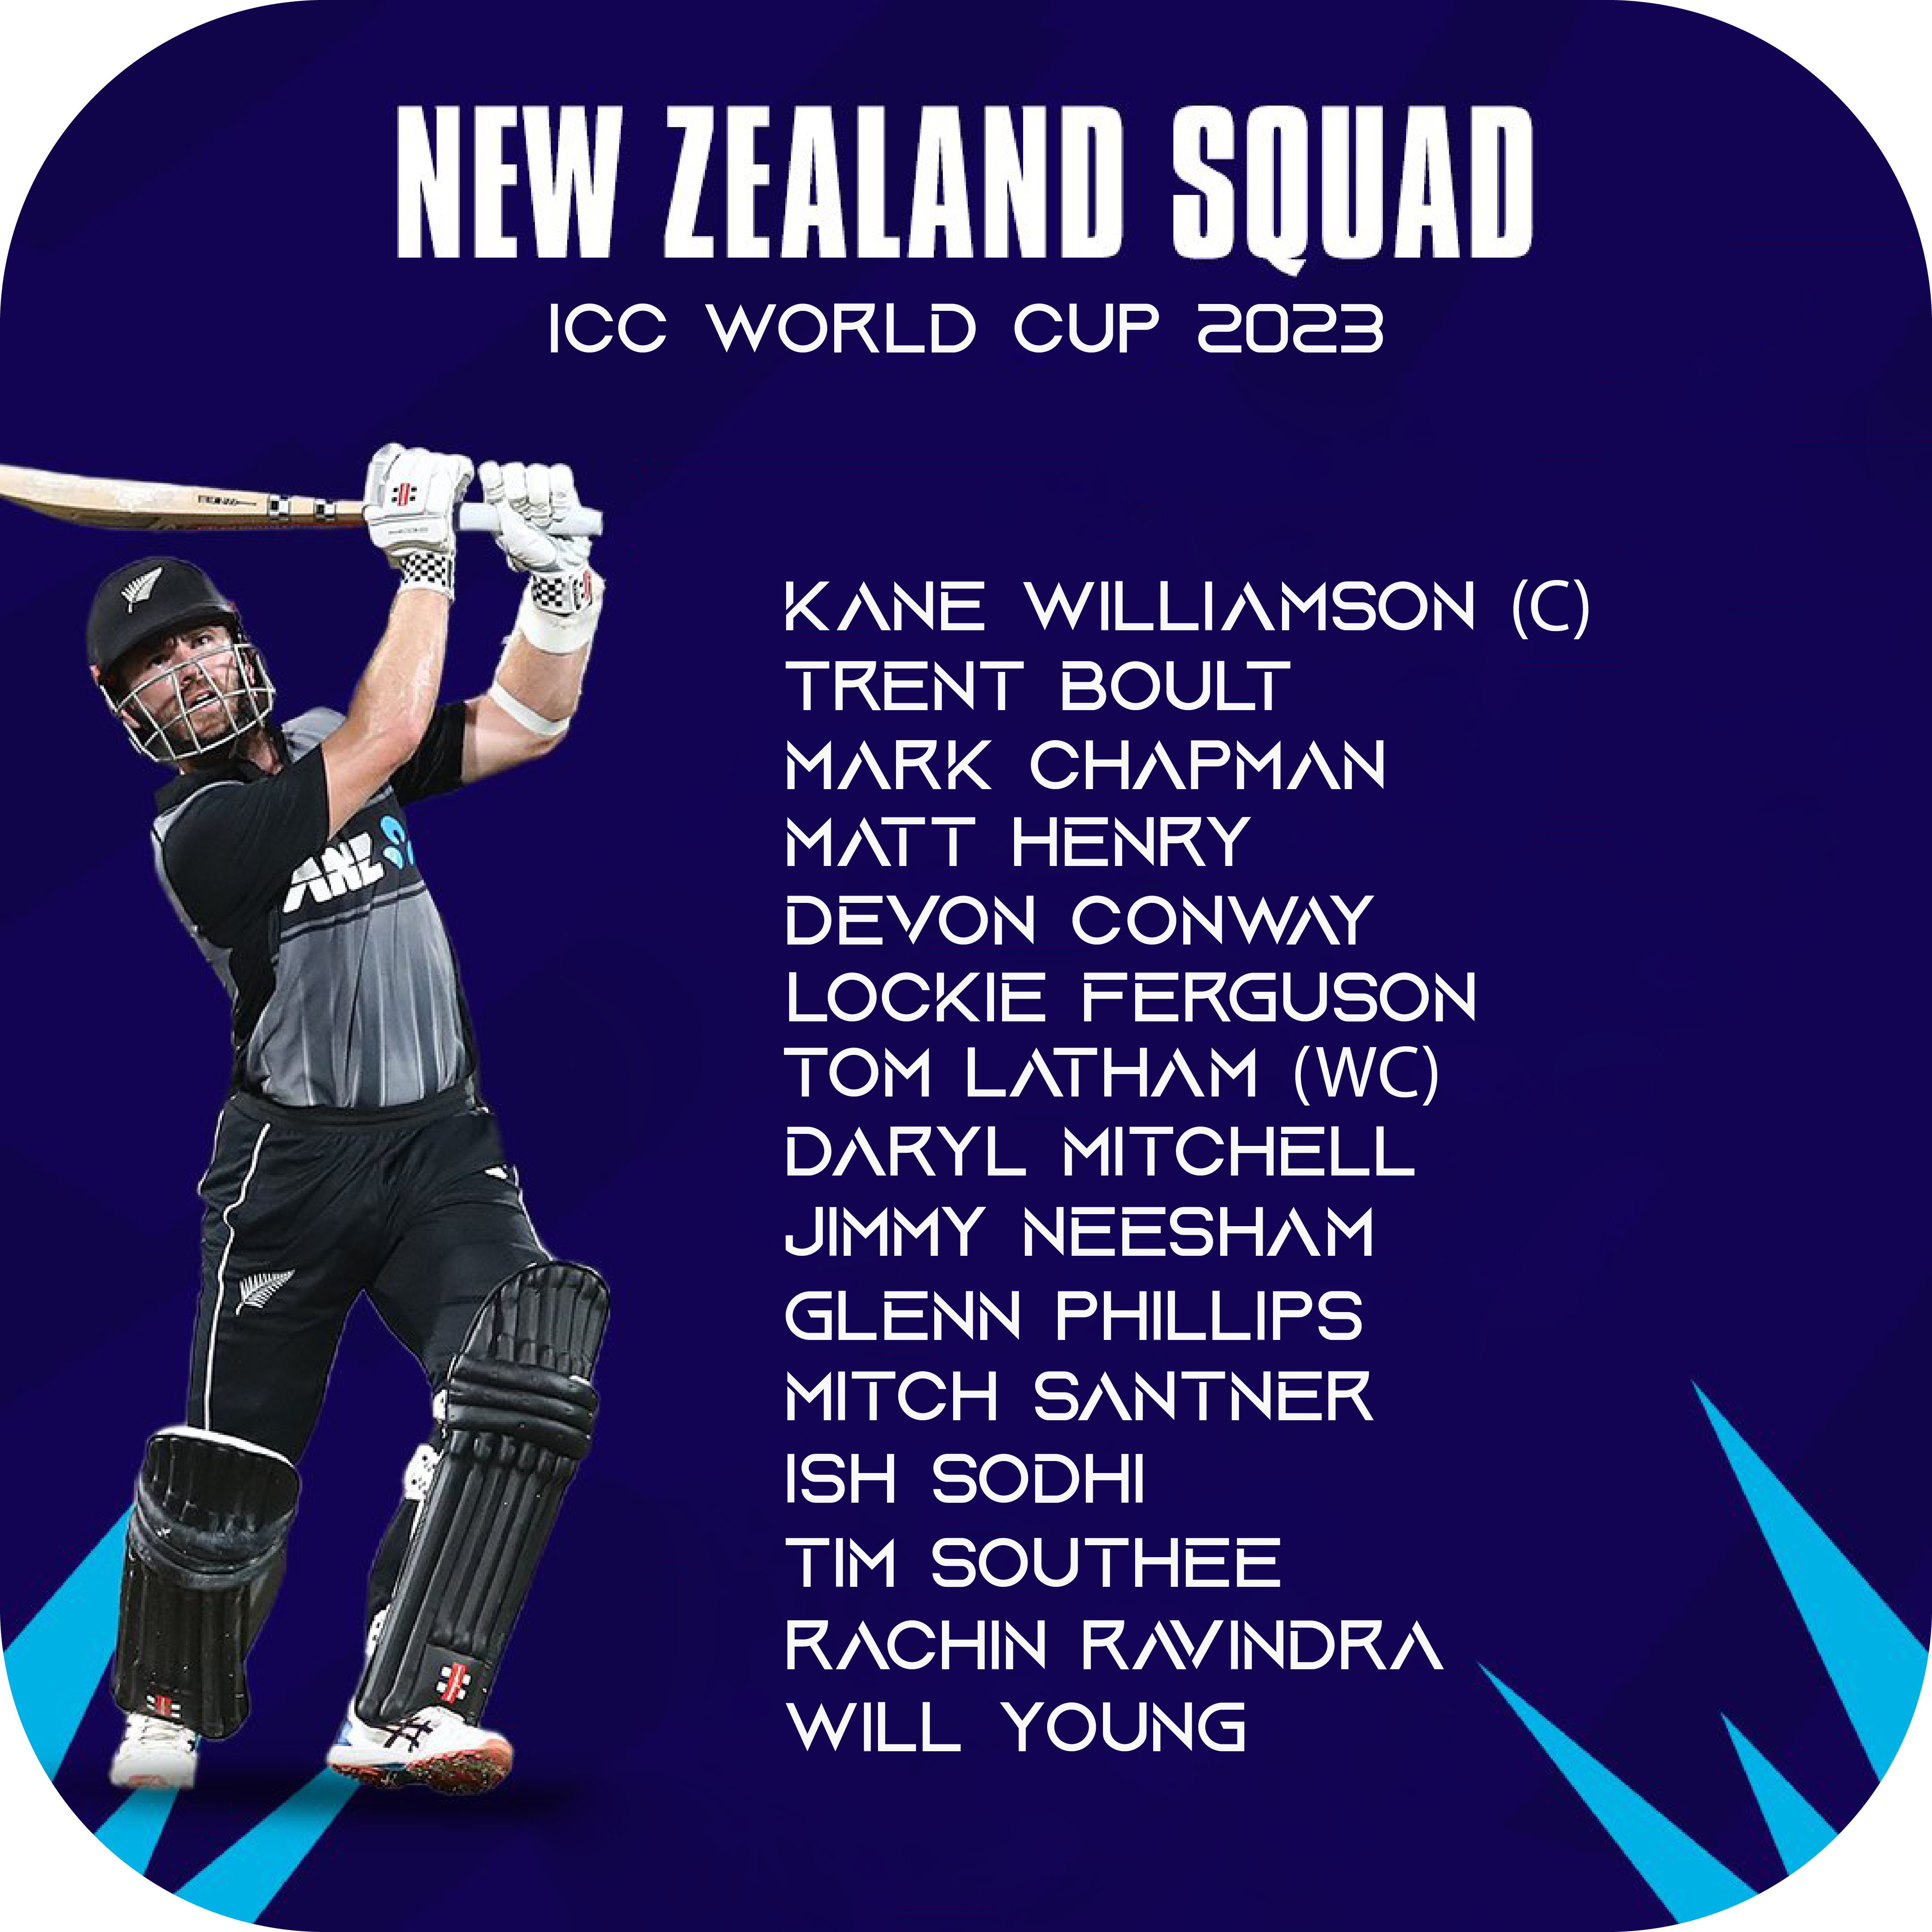 NEW ZEALAND SQUAD
ICC WORLD CUP 2023
KANE WILLIAMSON (C)
TRENT BOULT
MARK CHAPMAN
MATT HENRY
DEVON CONWAY
LOCKIE FERGUSON
TOM LATHAM (WC)
DARYL MITCHELL
JIMMY NEESHAM
GLENN PHILLIPS
MITCH SANTNER
ISH SODHI
TIM SOUTHEE
RACHIN RAVINDRA
WILL YOUNG
ANZ